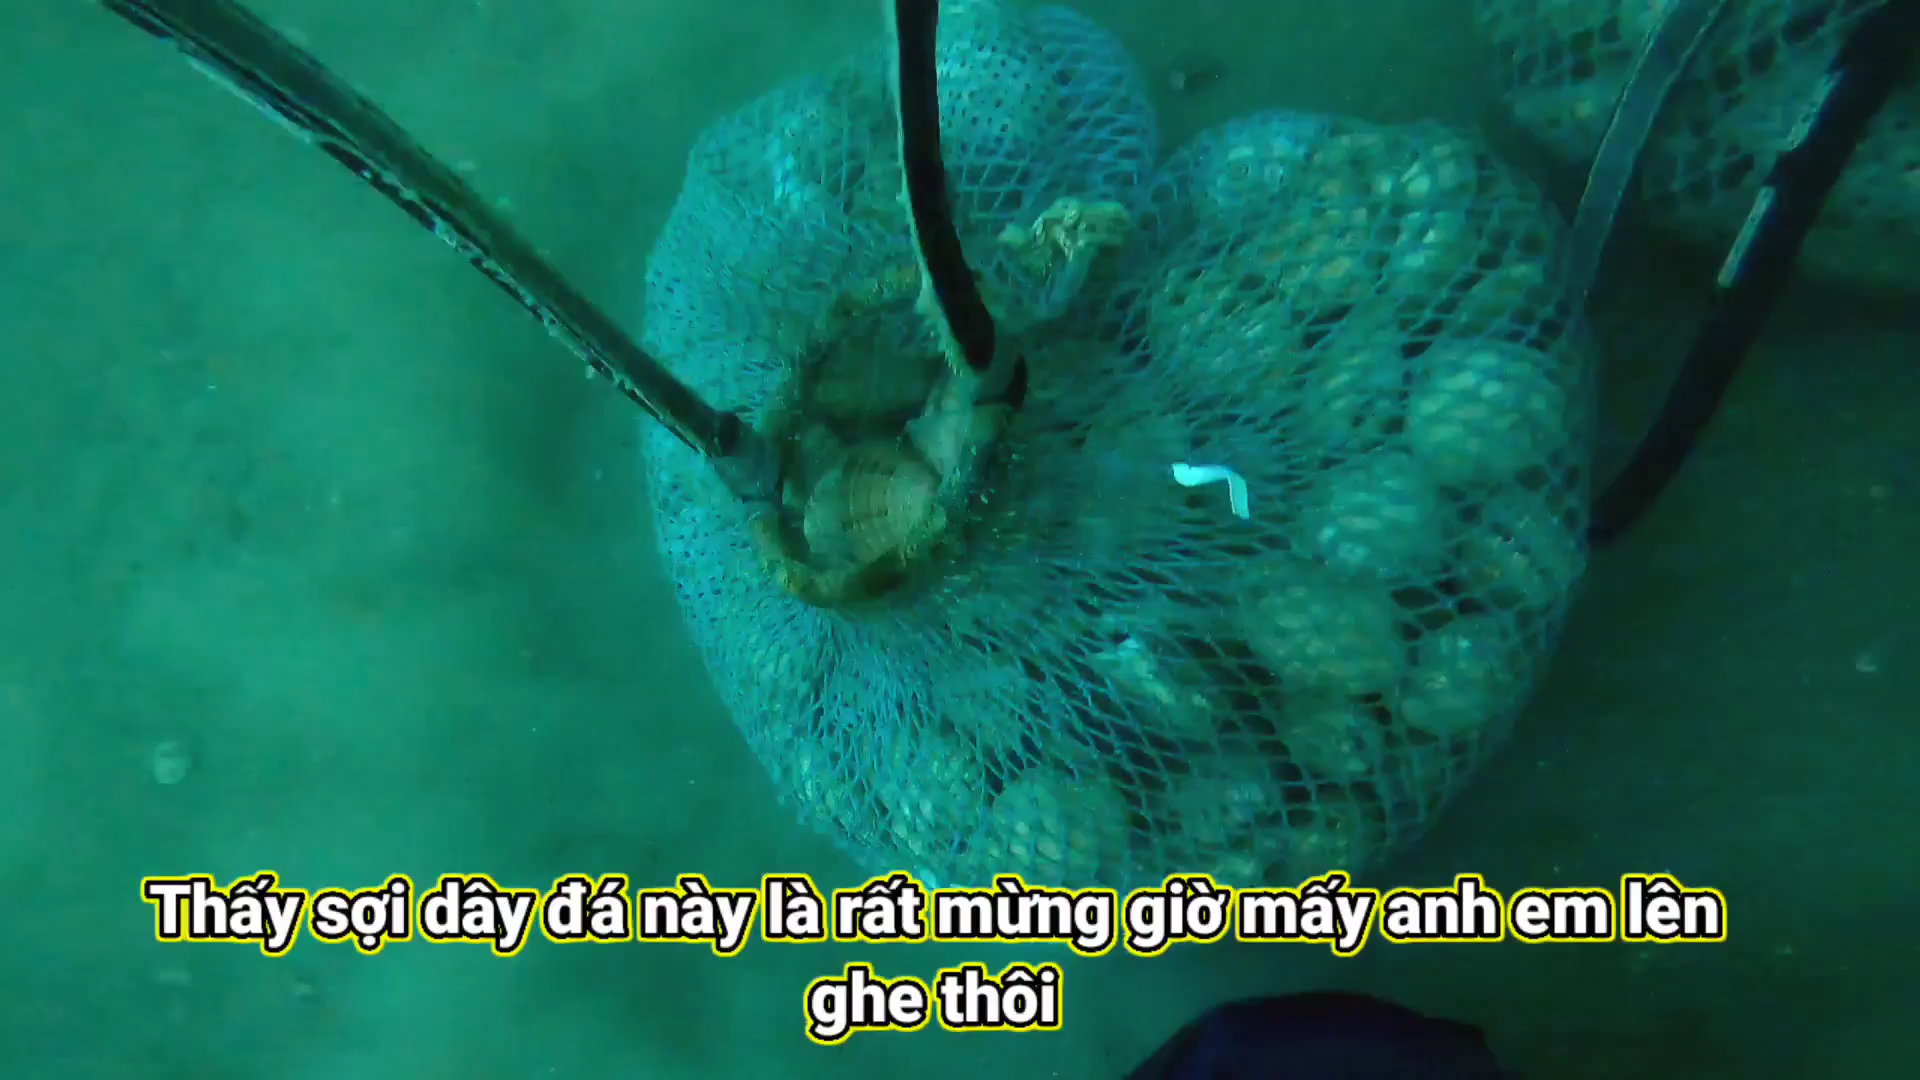 Thấy sợi dây đá này là rất mừng giờ mấy anh em lên
ghe thôi